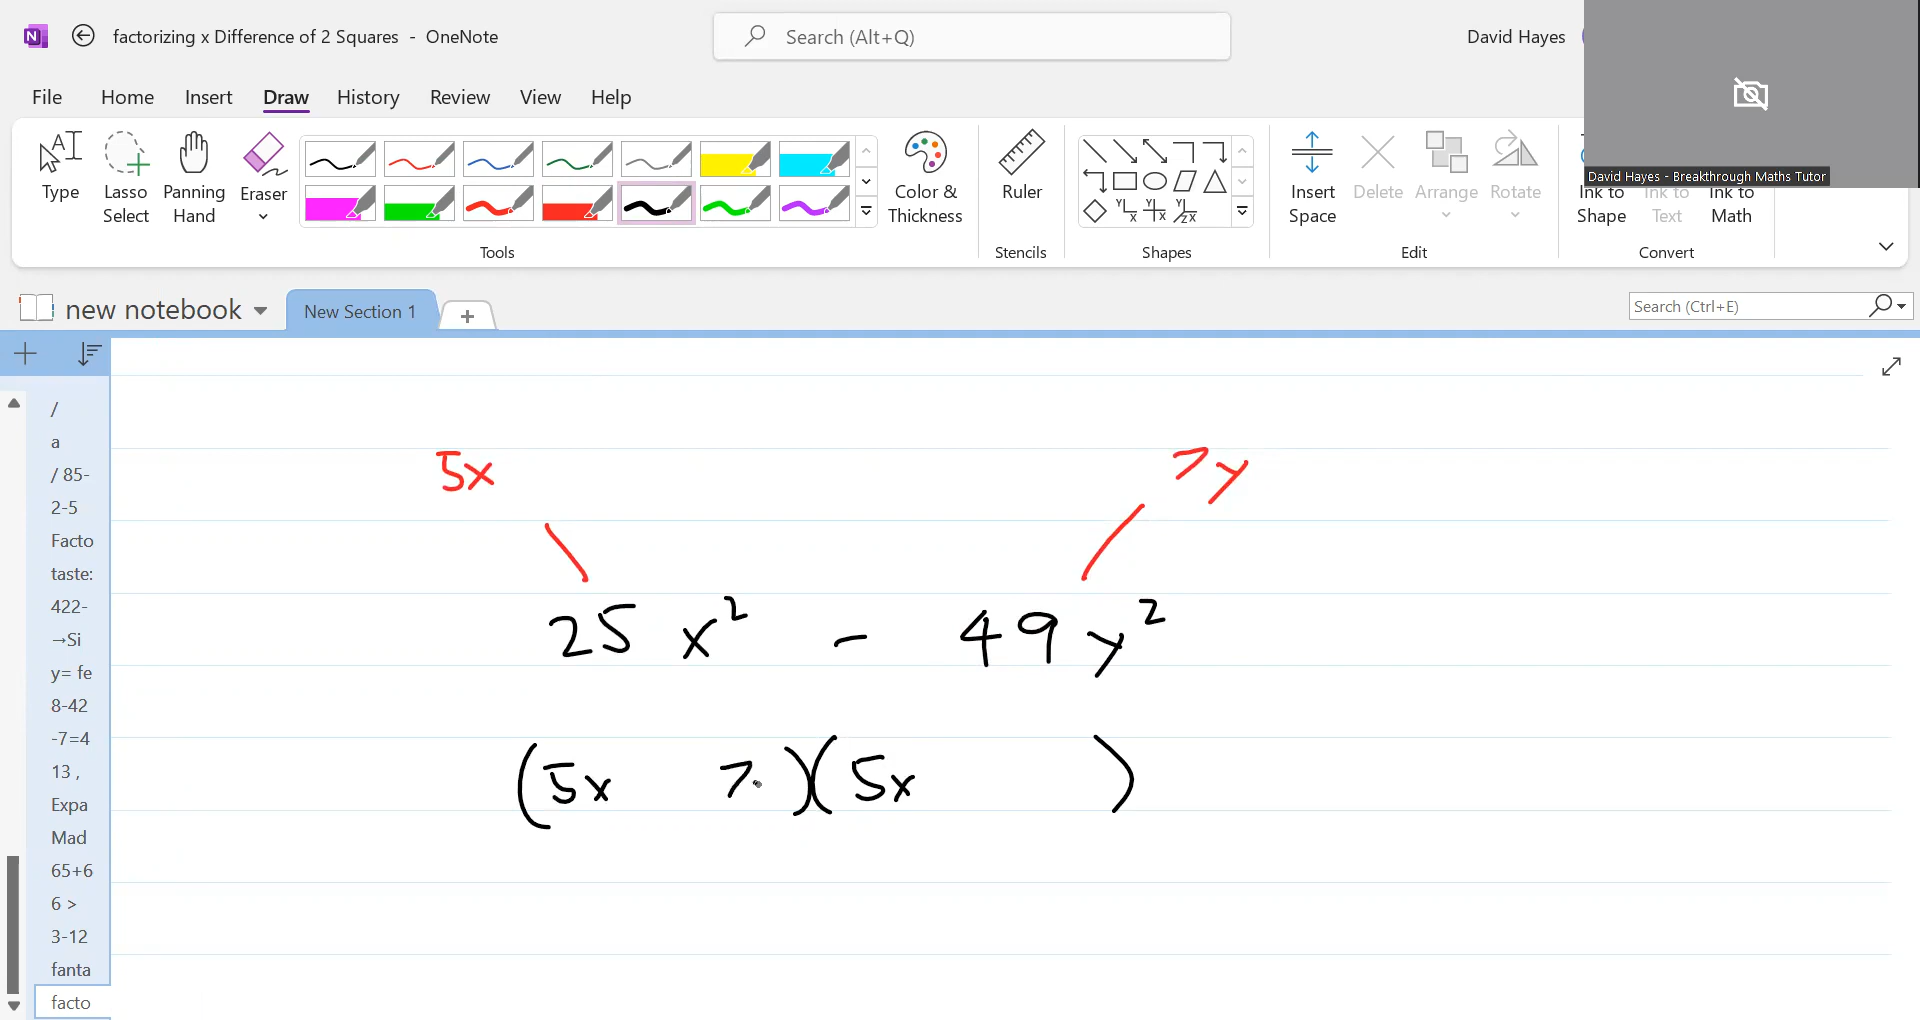 factorizing x Difference of 2 Squares - OneNote
Search (Alt+Q)
David Hayes
File Home Insert Draw History Review View Help
David Hayes - Breakthrough Maths Tutor
Type
Lasso Select
Panning Hand
Eraser
Color & Thickness
Ruler
Insert Space
Delete
Arrange
Rotate
Ink to Shape
Ink to Text
Ink to Math
Tools
Stencils
Shapes
Edit
Convert
new notebook
New Section 1
Search (Ctrl+E)
/
a
/ 85-
2-5
Facto
taste:
422-
→Si
y= fe
8-42
-7=4
13 ,
Expa
Mad
65+6
6 >
3-12
fanta
facto
5x 7y
25 x² - 49 y²
(5x 7 )(5x )